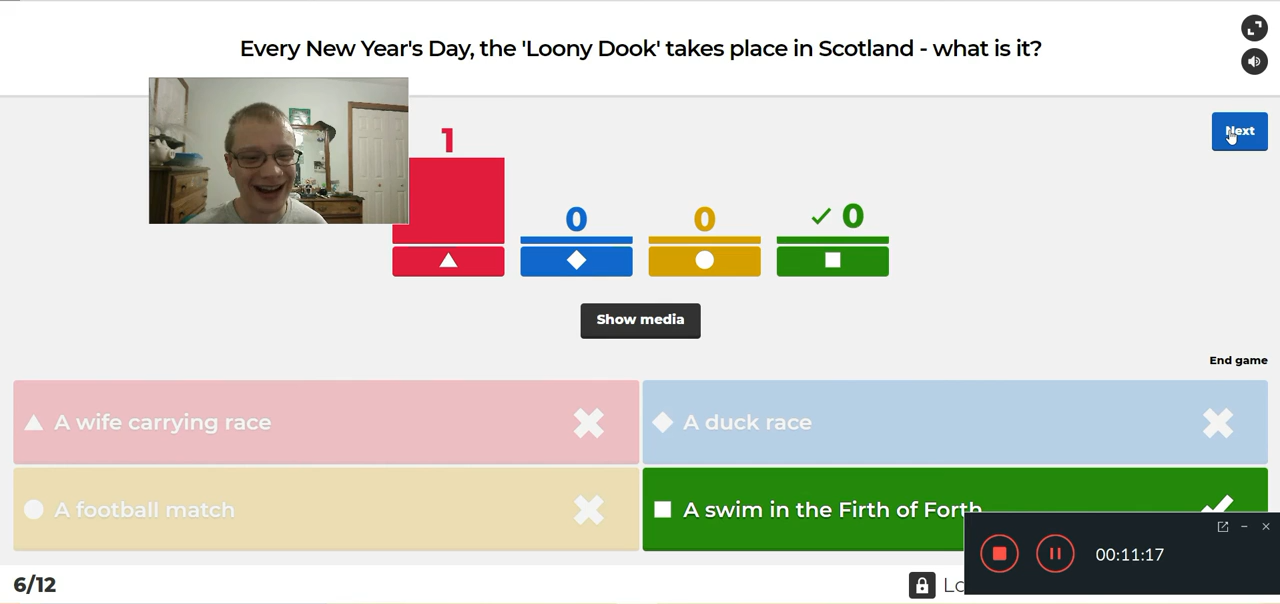 Every New Year's Day, the 'Loony Dook' takes place in Scotland - what is it?
Next
1
0
0
0
Show media
End game
A wife carrying race
A duck race
A football match
A swim in the Firth of Forth
00:11:17
6/12